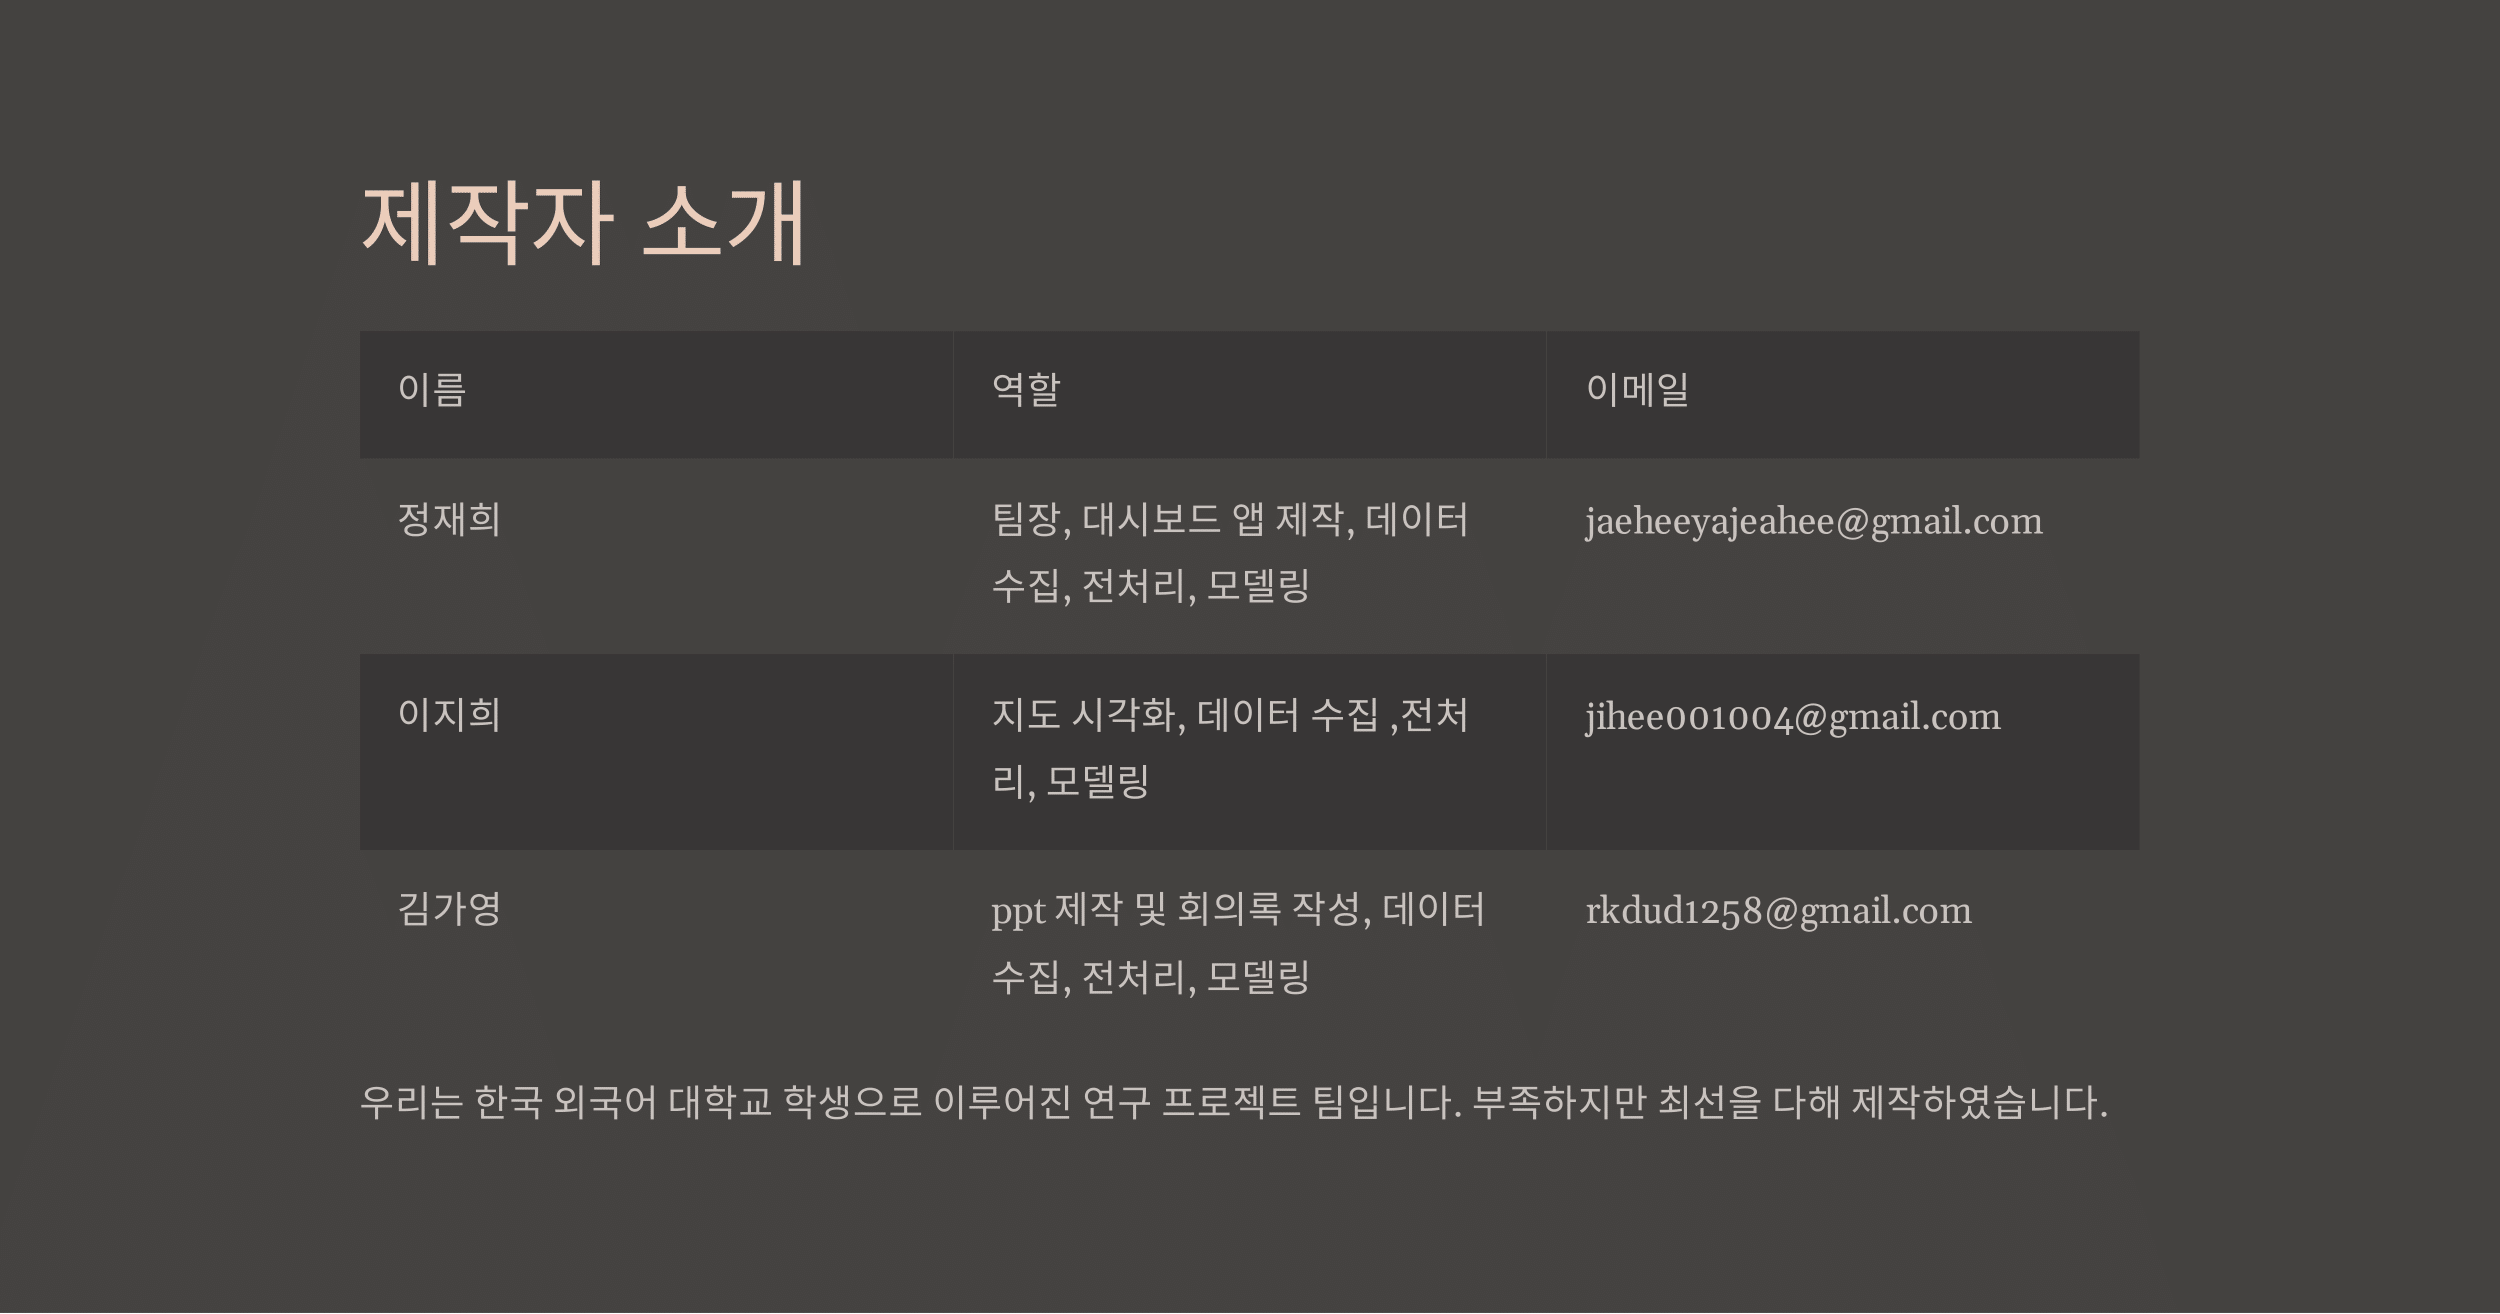 제작자 소개
이름 역할 이메일
정재희 팀장, 대시보드 앱 제작, 데이터 jaeheeyjaejaehee@gmail.com
수집, 전처리, 모델링
이지희 지도 시각화, 데이터 수집, 전처 jihee001004@gmail.com
리, 모델링
김가영 ppt 제작 및 회의록 작성, 데이터 rkdud1258@gmail.com
수집, 전처리, 모델링
우리는 한국 외국어대학교 학생으로 이루어진 연구 프로젝트 팀입니다. 부족하지만 최선을 다해 제작하였습니다.